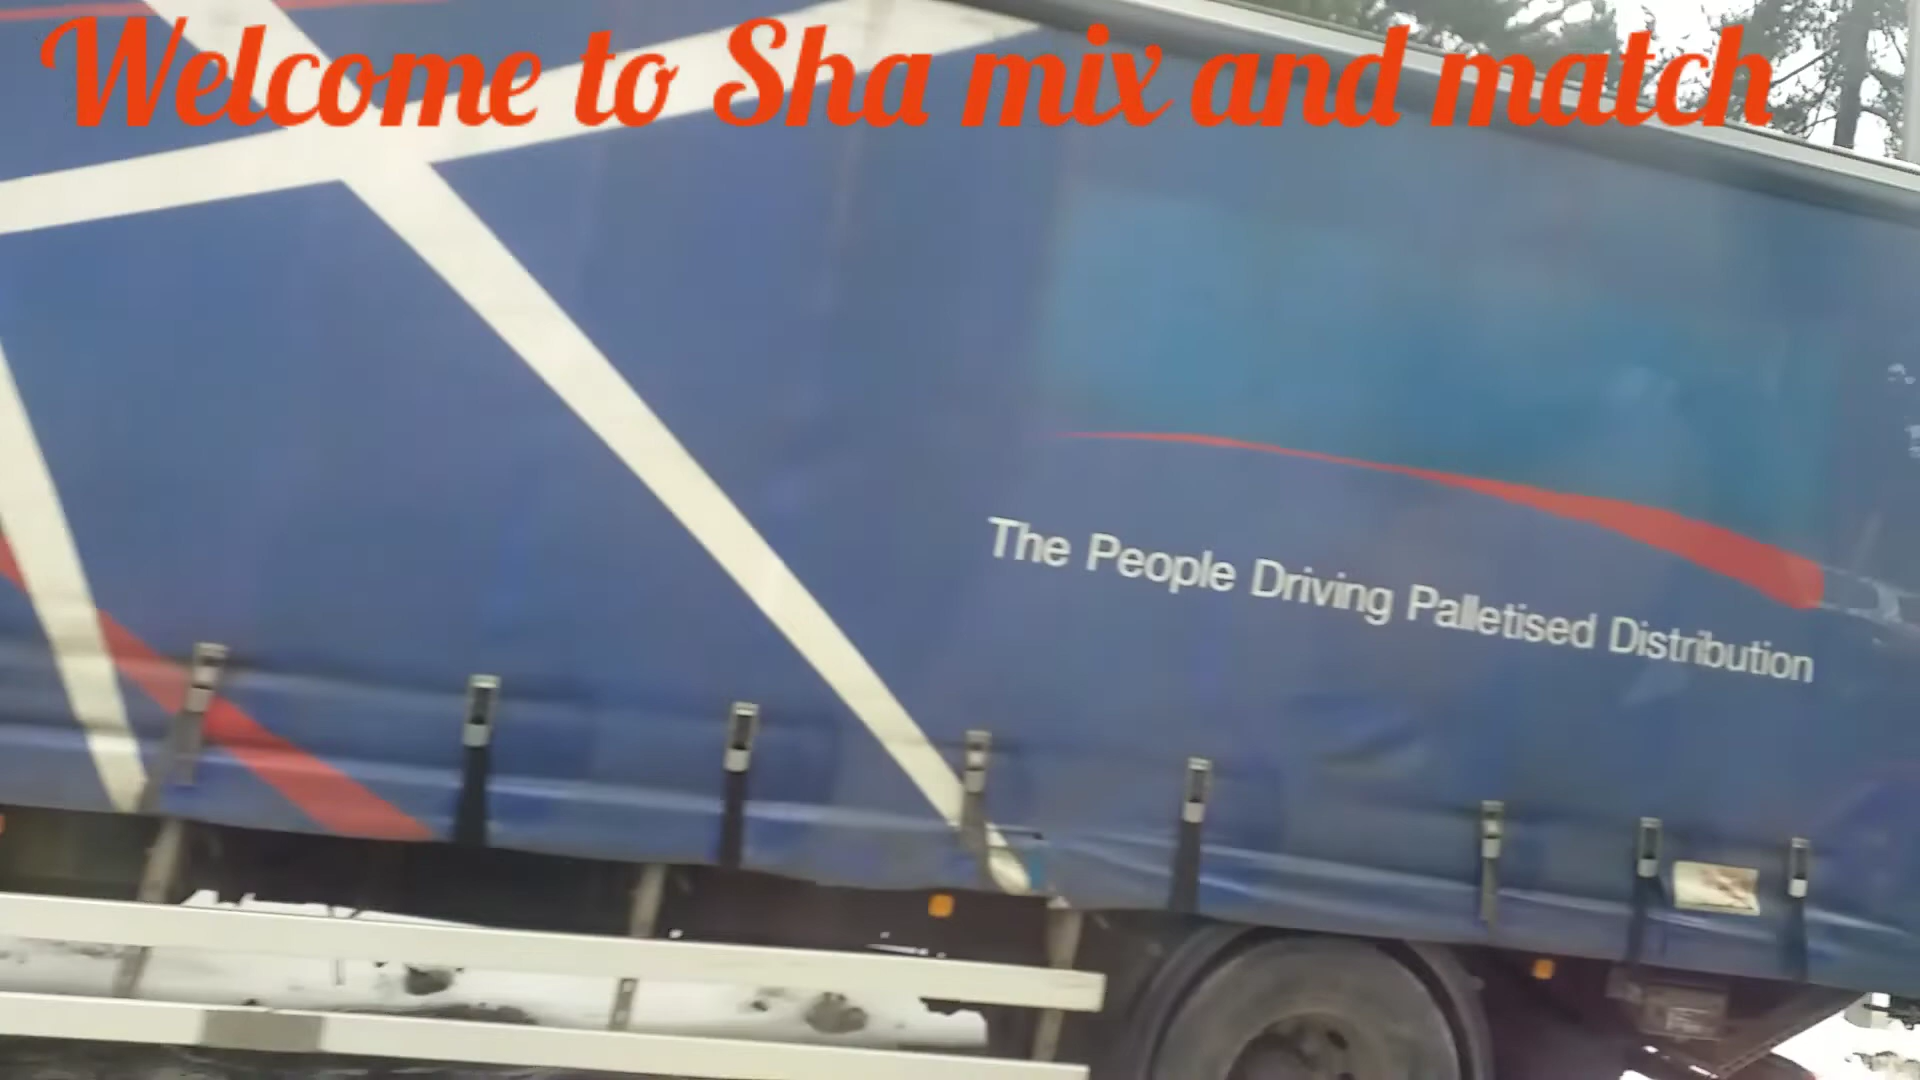 Welcome to Sha mix and match
The People Driving Palletised Distribution